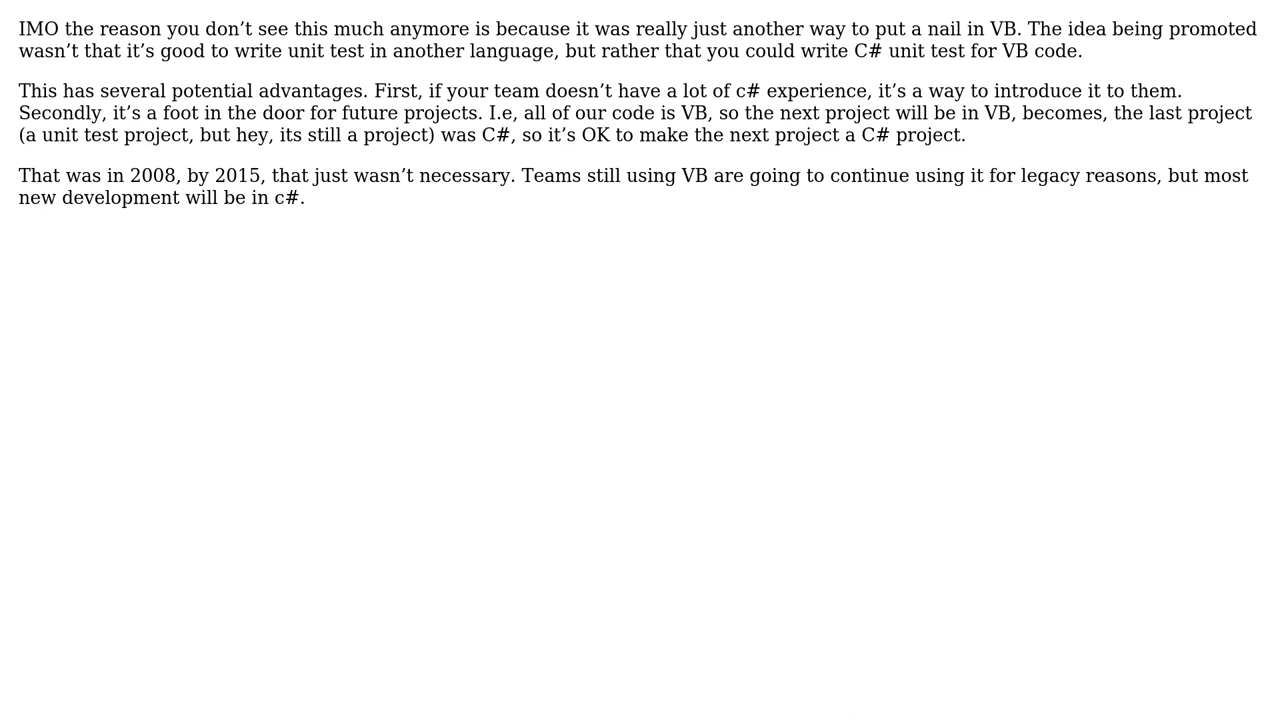 IMO the reason you don’t see this much anymore is because it was really just another way to put a nail in VB. The idea being promoted
wasn’t that it’s good to write unit test in another language, but rather that you could write C# unit test for VB code.
This has several potential advantages. First, if your team doesn’t have a lot of c# experience, it’s a way to introduce it to them.
Secondly, it’s a foot in the door for future projects. I.e, all of our code is VB, so the next project will be in VB, becomes, the last project
(a unit test project, but hey, its still a project) was C#, so it’s OK to make the next project a C# project.
That was in 2008, by 2015, that just wasn’t necessary. Teams still using VB are going to continue using it for legacy reasons, but most
new development will be in c#.